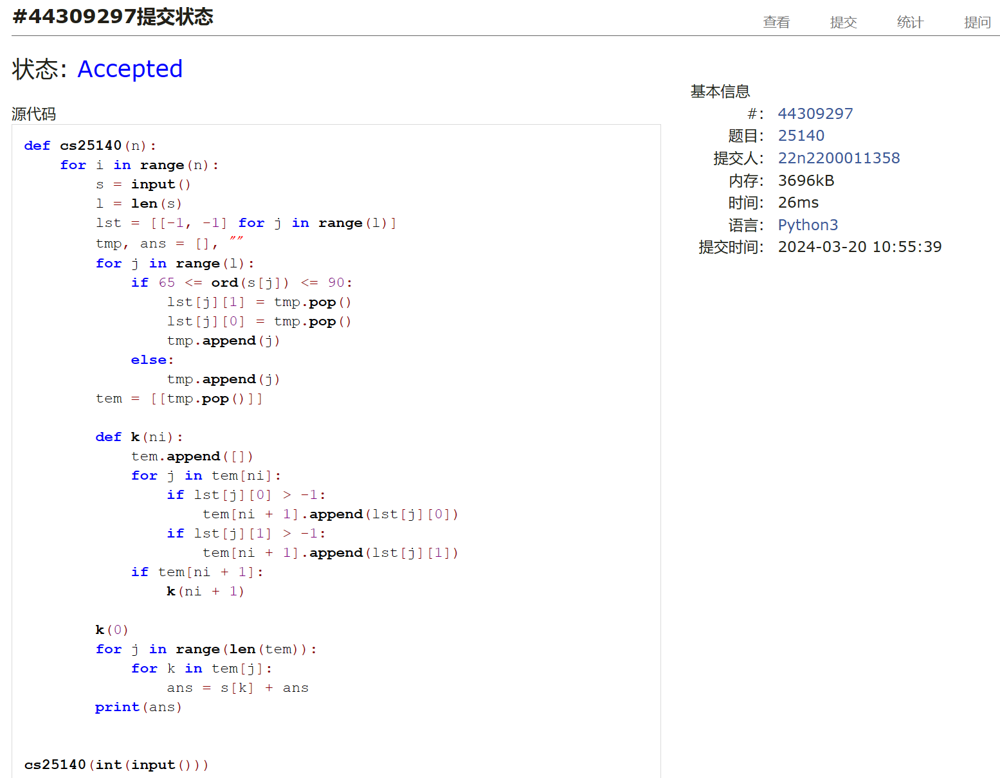 #44309297提交状态
查看 提交 统计 提问
状态: Accepted
源代码
def cs25140(n):
    for i in range(n):
        s = input()
        l = len(s)
        lst = [[-1, -1] for j in range(l)]
        tmp, ans = [], ""
        for j in range(l):
            if 65 <= ord(s[j]) <= 90:
                lst[j][1] = tmp.pop()
                lst[j][0] = tmp.pop()
                tmp.append(j)
            else:
                tmp.append(j)
        tem = [[tmp.pop()]]

        def k(ni):
            tem.append([])
            for j in tem[ni]:
                if lst[j][0] > -1:
                    tem[ni + 1].append(lst[j][0])
                if lst[j][1] > -1:
                    tem[ni + 1].append(lst[j][1])
            if tem[ni + 1]:
                k(ni + 1)

        k(0)
        for j in range(len(tem)):
            for k in tem[j]:
                ans = s[k] + ans
        print(ans)


cs25140(int(input()))
基本信息
#: 44309297
题目: 25140
提交人: 22n2200011358
内存: 3696kB
时间: 26ms
语言: Python3
提交时间: 2024-03-20 10:55:39